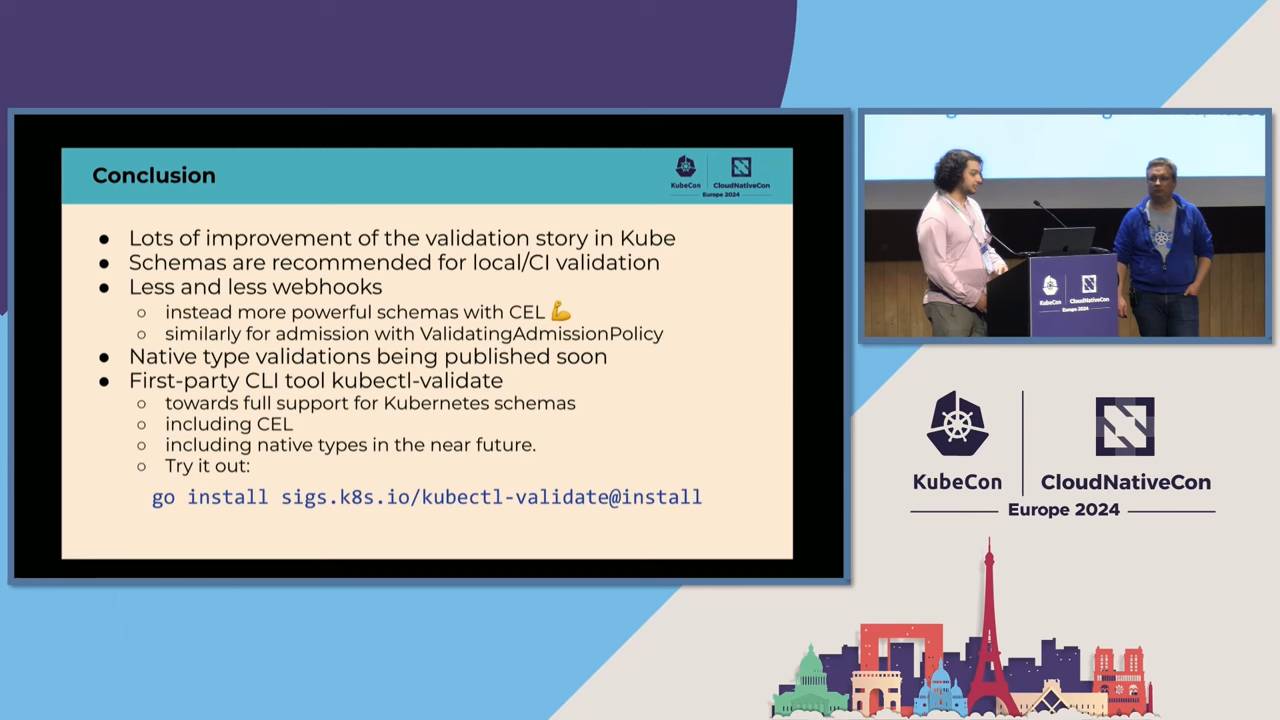 Conclusion
KubeCon
CloudNativeCon
Europe 2024
● Lots of improvement of the validation story in Kube
● Schemas are recommended for local/CI validation
● Less and less webhooks
○ instead more powerful schemas with CEL 💪
○ similarly for admission with ValidatingAdmissionPolicy
● Native type validations being published soon
● First-party CLI tool kubectl-validate
○ towards full support for Kubernetes schemas
○ including CEL
○ including native types in the near future.
○ Try it out:
go install sigs.k8s.io/kubectl-validate@install
KubeCon
CloudNativeCon
Europe 2024
KubeCon
CloudNativeCon
Europe 2024